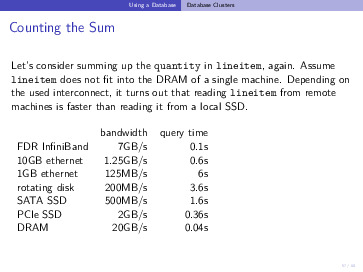 Using a Database Database Clusters
Counting the Sum
Let's consider summing up the quantity in lineitem, again. Assume
lineitem does not fit into the DRAM of a single machine. Depending on
the used interconnect, it turns out that reading lineitem from remote
machines is faster than reading it from a local SSD.
bandwidth query time
FDR InfiniBand 7GB/s 0.1s
10GB ethernet 1.25GB/s 0.6s
1GB ethernet 125MB/s 6s
rotating disk 200MB/s 3.6s
SATA SSD 500MB/s 1.6s
PCIe SSD 2GB/s 0.36s
DRAM 20GB/s 0.04s